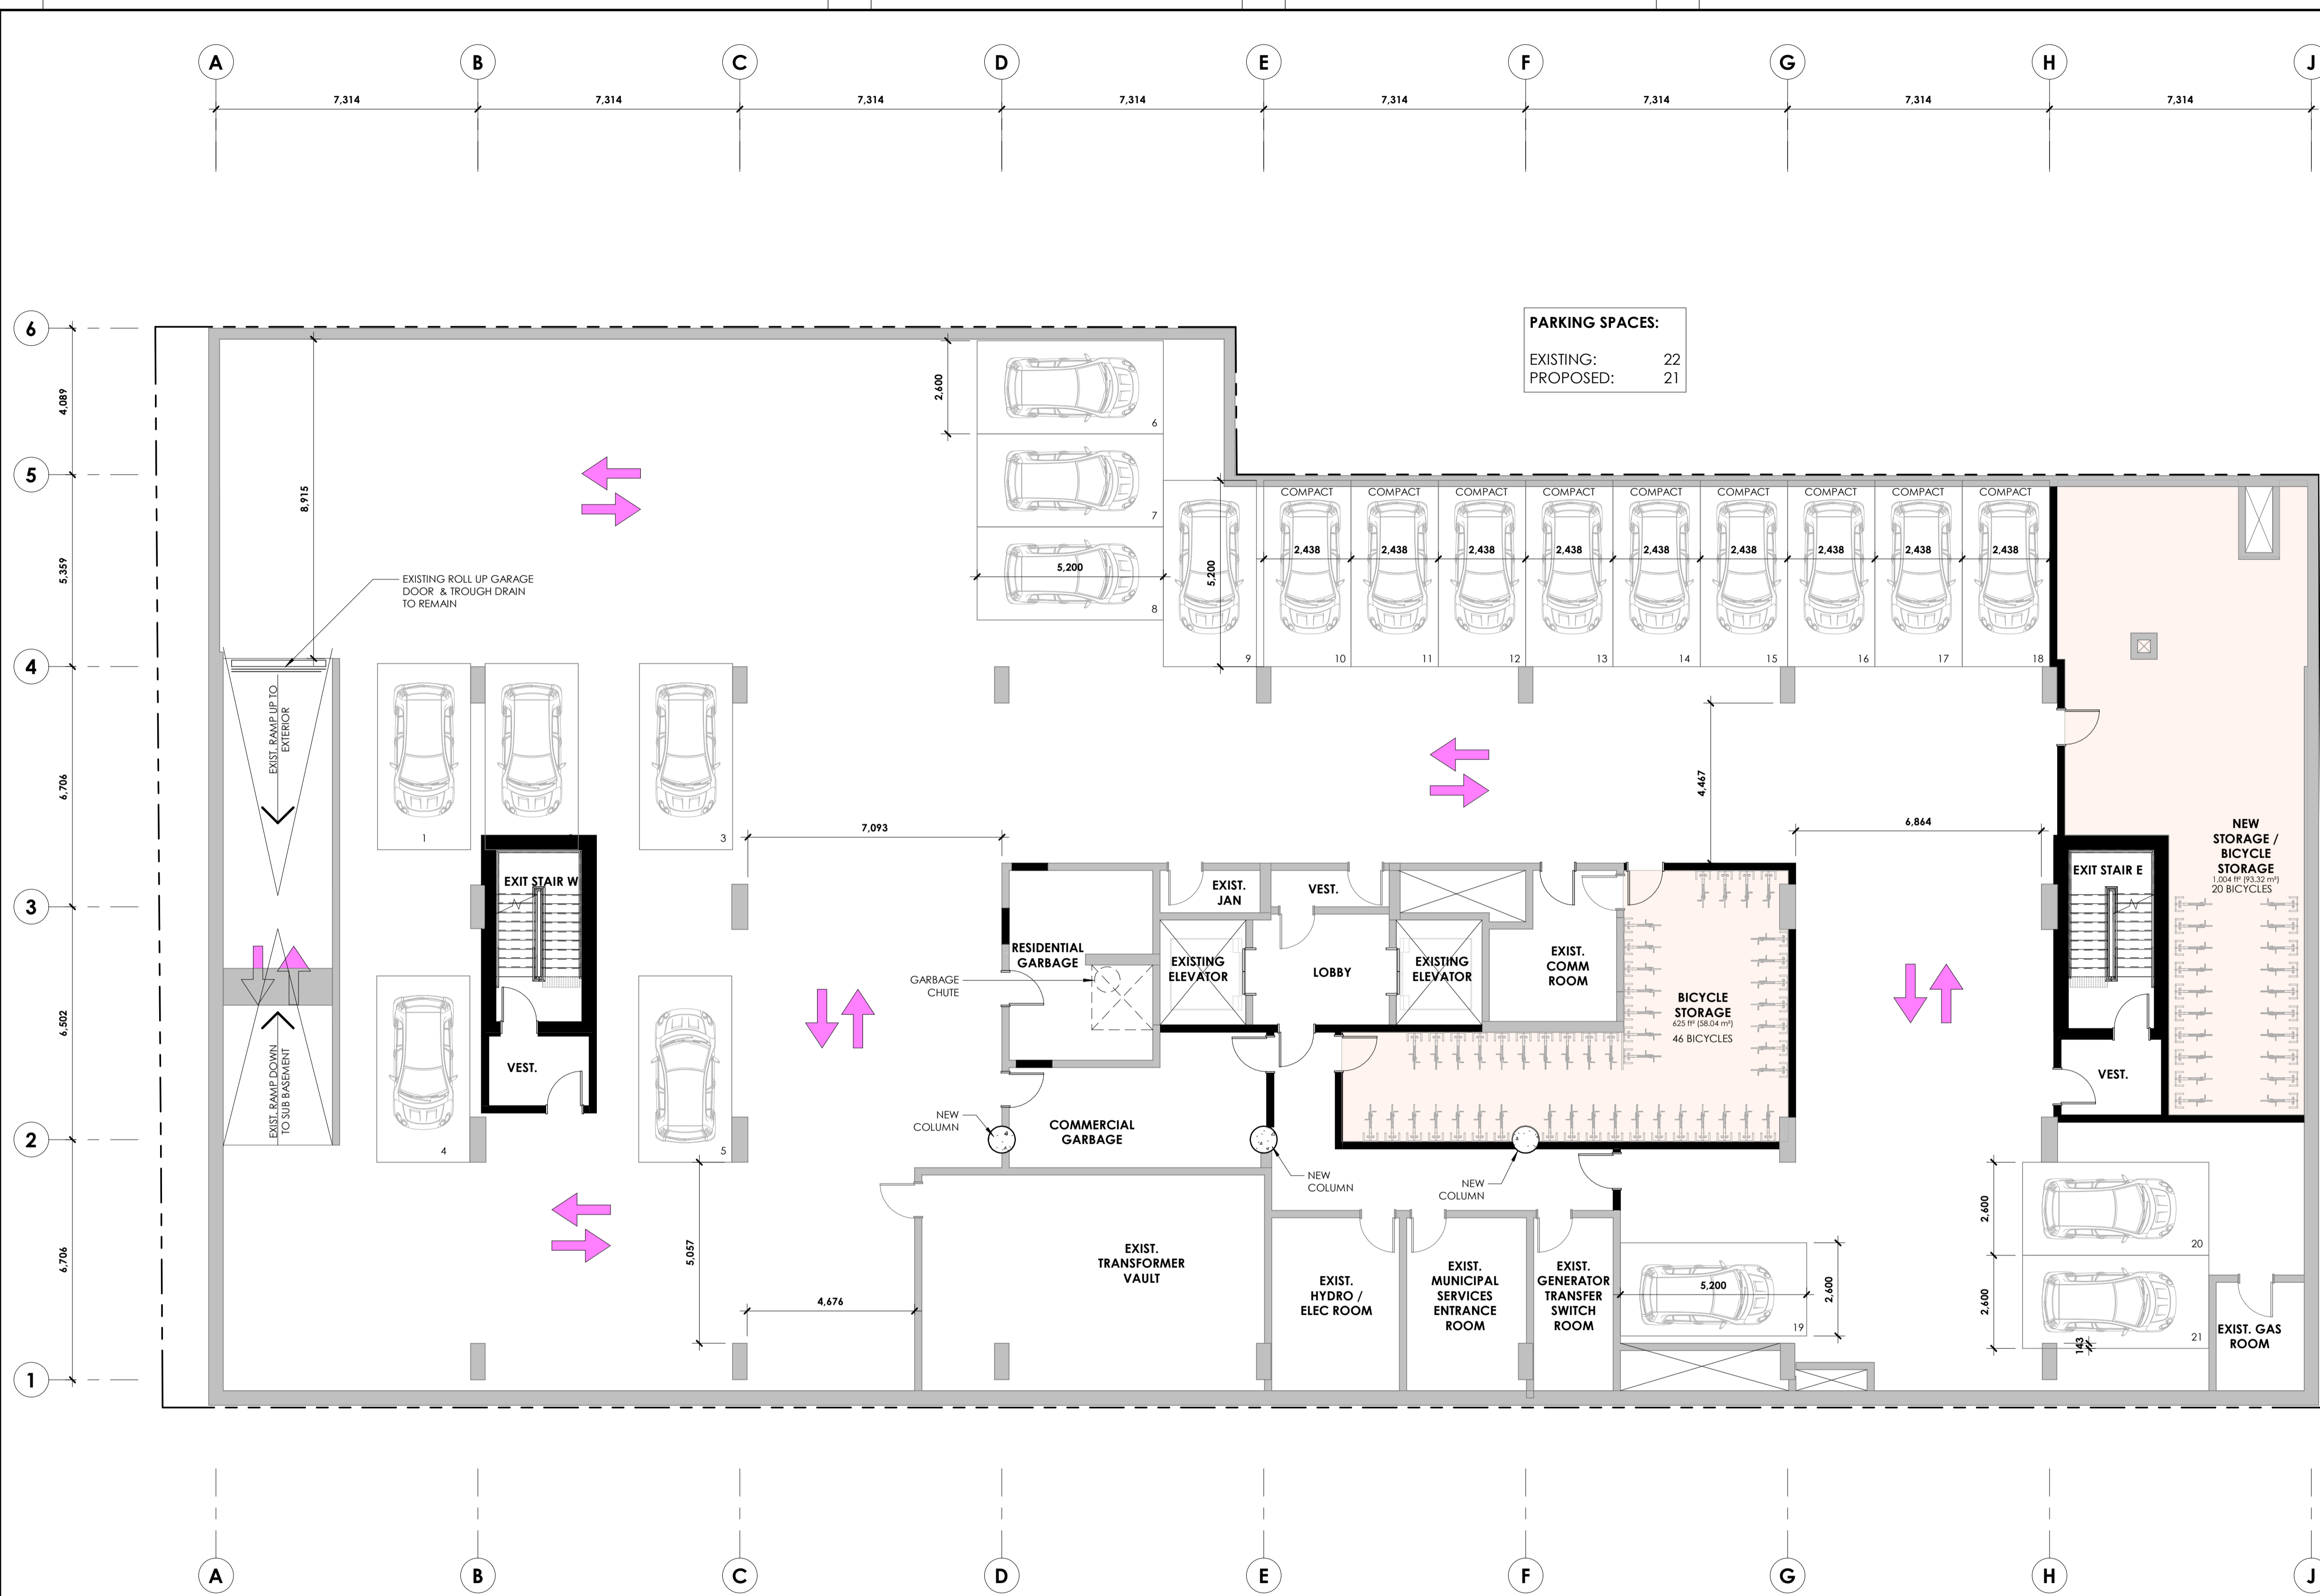 A
B
C
D
E
F
G
H
J
7,314
7,314
7,314
7,314
7,314
7,314
7,314
7,314
6
5
4
3
2
1
4,089
5,359
6,706
6,502
6,706
PARKING SPACES:
EXISTING: 22
PROPOSED: 21
8,915
2,600
6
7
5,200
8
5,200
9
COMPACT
COMPACT
COMPACT
COMPACT
COMPACT
COMPACT
COMPACT
COMPACT
COMPACT
2,438
2,438
2,438
2,438
2,438
2,438
2,438
2,438
2,438
10
11
12
13
14
15
16
17
18
EXISTING ROLL UP GARAGE
DOOR & TROUGH DRAIN
TO REMAIN
EXIST. RAMP UP TO
EXTERIOR
1
3
7,093
4,467
6,864
NEW
STORAGE /
BICYCLE
STORAGE
1,004 ft² (93.32 m²)
20 BICYCLES
EXIT STAIR W
EXIST.
JAN
VEST.
EXIT STAIR E
RESIDENTIAL
GARBAGE
GARBAGE
CHUTE
EXISTING
ELEVATOR
LOBBY
EXISTING
ELEVATOR
EXIST.
COMM
ROOM
BICYCLE
STORAGE
625 ft² (58.04 m²)
46 BICYCLES
EXIST. RAMP DOWN
TO SUB BASEMENT
VEST.
VEST.
4
5
NEW
COLUMN
COMMERCIAL
GARBAGE
NEW
COLUMN
NEW
COLUMN
5,057
4,676
EXIST.
TRANSFORMER
VAULT
EXIST.
HYDRO /
ELEC ROOM
EXIST.
MUNICIPAL
SERVICES
ENTRANCE
ROOM
EXIST.
GENERATOR
TRANSFER
SWITCH
ROOM
5,200
2,600
19
2,600
20
2,600
21
143
EXIST. GAS
ROOM
A
B
C
D
E
F
G
H
J